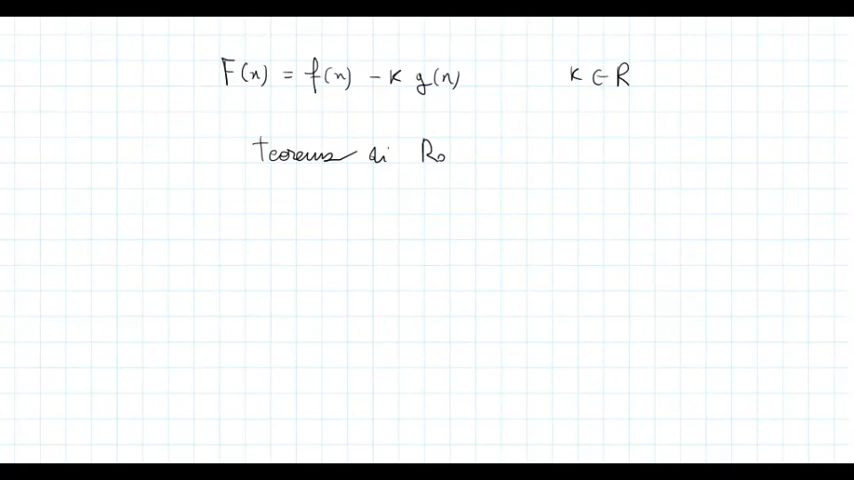 F(x) = f(x) - K g(x) K ∈ R
teorema di Ro